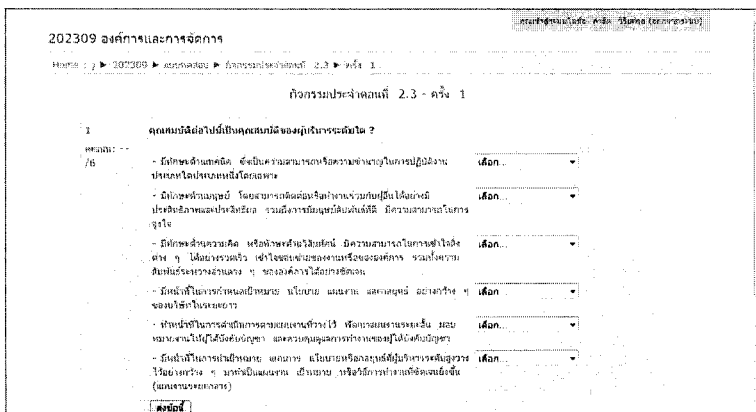 202309 องค์การและการจัดการ
► 202309 ► แบบทดสอบ ► กิจกรรมประจำตอนที่ 2.3 ► ครั้ง 1
กิจกรรมประจำตอนที่ 2.3 - ครั้ง 1
1
คุณสมบัติต่อไปนี้เป็นคุณสมบัติของผู้บริหารระดับใด ?
คะแนน: --
/6
- มีทักษะด้านเทคนิค ซึ่งเป็นความสามารถหรือความชำนาญในการปฏิบัติงาน
ประเภทใดประเภทหนึ่งโดยเฉพาะ
เลือก...
- มีทักษะด้านมนุษย์ โดยสามารถติดต่อหรือทำงานร่วมกับผู้อื่นได้อย่างมี
ประสิทธิภาพและประสิทธิผล รวมถึงการมีมนุษย์สัมพันธ์ที่ดี มีความสามารถในการ
จูงใจ
เลือก...
- มีทักษะด้านความคิด หรือทักษะด้านวิสัยทัศน์ มีความสามารถในการเข้าใจสิ่ง
ต่าง ๆ ได้อย่างรวดเร็ว เข้าใจขอบข่ายของงานหรือขององค์การ รวมทั้งความ
สัมพันธ์ระหว่างส่วนต่าง ๆ ขององค์การได้อย่างชัดเจน
เลือก...
- มีหน้าที่ในการกำหนดเป้าหมาย นโยบาย แผนงาน และกลยุทธ์ อย่างกว้าง ๆ
ของบริษัทในระยะยาว
เลือก...
- ทำหน้าที่ในการดำเนินการตามแผนงานที่วางไว้ พัฒนาแผนงานระยะสั้น มอบ
หมายงานให้ผู้ใต้บังคับบัญชา และควบคุมดูแลการทำงานของผู้ใต้บังคับบัญชา
เลือก...
- มีหน้าที่ในการนำเป้าหมาย แผนการ นโยบายหรือกลยุทธ์ที่ผู้บริหารระดับสูงวาง
ไว้อย่างกว้าง ๆ มาทำเป็นแผนงาน เป้าหมาย หรือวิธีการทำงานที่ชัดเจนยิ่งขึ้น
(แผนงานระยะกลาง)
เลือก...
ส่งข้อนี้